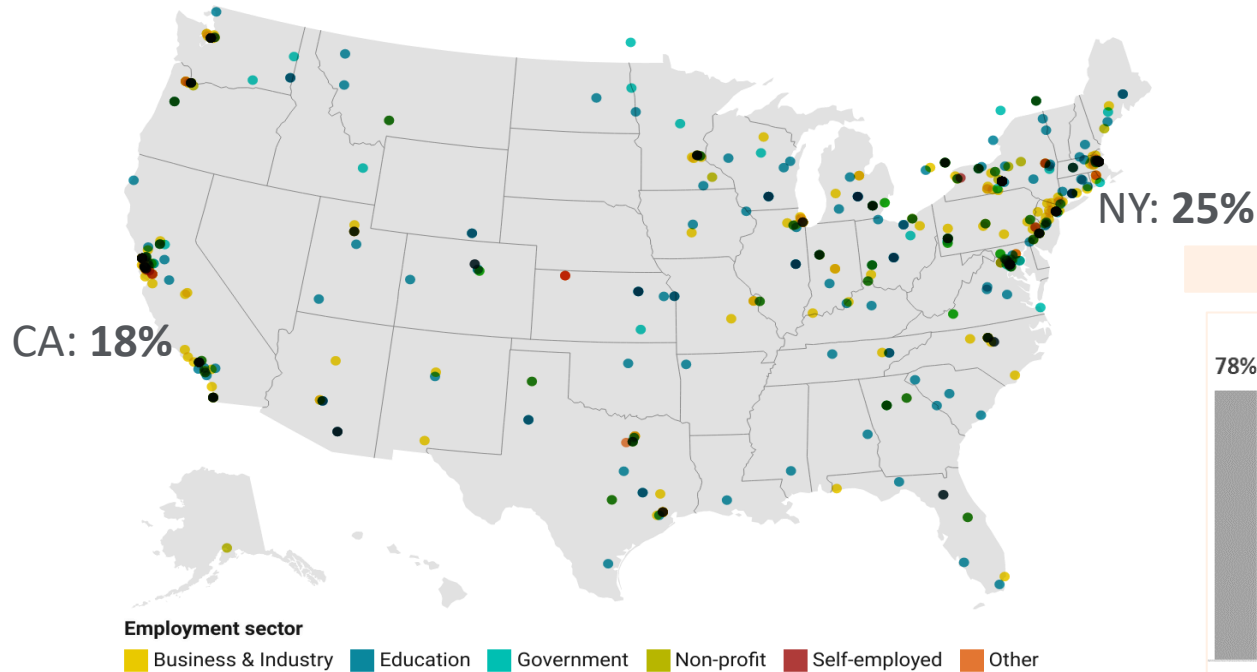 NY: 25%
CA: 18%
78%
Employment sector
Business & Industry Education Government Non-profit Self-employed Other